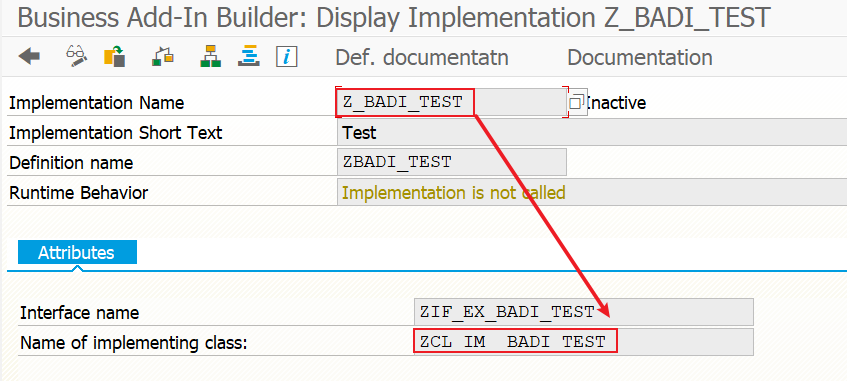 Business Add-In Builder: Display Implementation Z_BADI_TEST
Def. documentatn Documentation
Implementation Name Z_BADI_TEST Inactive
Implementation Short Text Test
Definition name ZBADI_TEST
Runtime Behavior Implementation is not called
Attributes
Interface name ZIF_EX_BADI_TEST
Name of implementing class: ZCL_IM__BADI_TEST